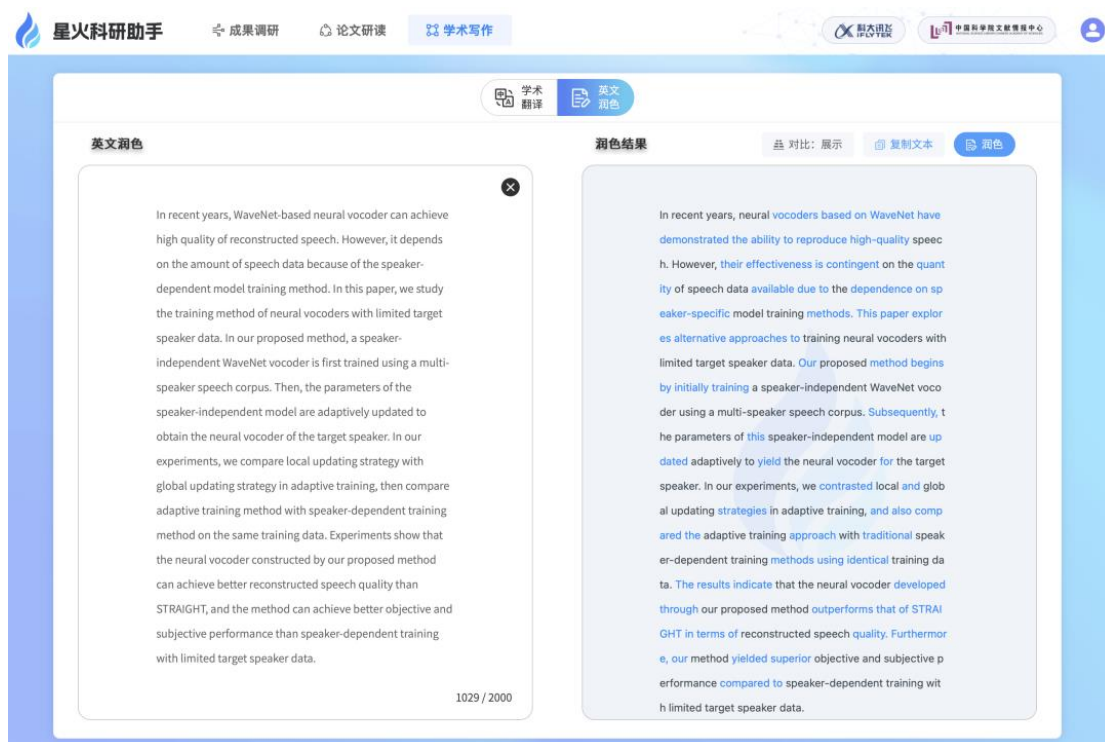 星火科研助手
成果调研
论文研读
学术写作
科大讯飞
iFLYTEK
中国科学院文献情报中心
学术
翻译
英文
润色
英文润色
In recent years, WaveNet-based neural vocoder can achieve
high quality of reconstructed speech. However, it depends
on the amount of speech data because of the speaker-
dependent model training method. In this paper, we study
the training method of neural vocoders with limited target
speaker data. In our proposed method, a speaker-
independent WaveNet vocoder is first trained using a multi-
speaker speech corpus. Then, the parameters of the
speaker-independent model are adaptively updated to
obtain the neural vocoder of the target speaker. In our
experiments, we compare local updating strategy with
global updating strategy in adaptive training, then compare
adaptive training method with speaker-dependent training
method on the same training data. Experiments show that
the neural vocoder constructed by our proposed method
can achieve better reconstructed speech quality than
STRAIGHT, and the method can achieve better objective and
subjective performance than speaker-dependent training
with limited target speaker data.
1029 / 2000
润色结果
对比：展示
复制文本
润色
In recent years, neural vocoders based on WaveNet have
demonstrated the ability to reproduce high-quality speec
h. However, their effectiveness is contingent on the quant
ity of speech data available due to the dependence on sp
eaker-specific model training methods. This paper explor
es alternative approaches to training neural vocoders with
limited target speaker data. Our proposed method begins
by initially training a speaker-independent WaveNet voco
der using a multi-speaker speech corpus. Subsequently, t
he parameters of this speaker-independent model are up
dated adaptively to yield the neural vocoder for the target
speaker. In our experiments, we contrasted local and glob
al updating strategies in adaptive training, and also comp
ared the adaptive training approach with traditional speak
er-dependent training methods using identical training da
ta. The results indicate that the neural vocoder developed
through our proposed method outperforms that of STRAI
GHT in terms of reconstructed speech quality. Furthermor
e, our method yielded superior objective and subjective p
erformance compared to speaker-dependent training wit
h limited target speaker data.